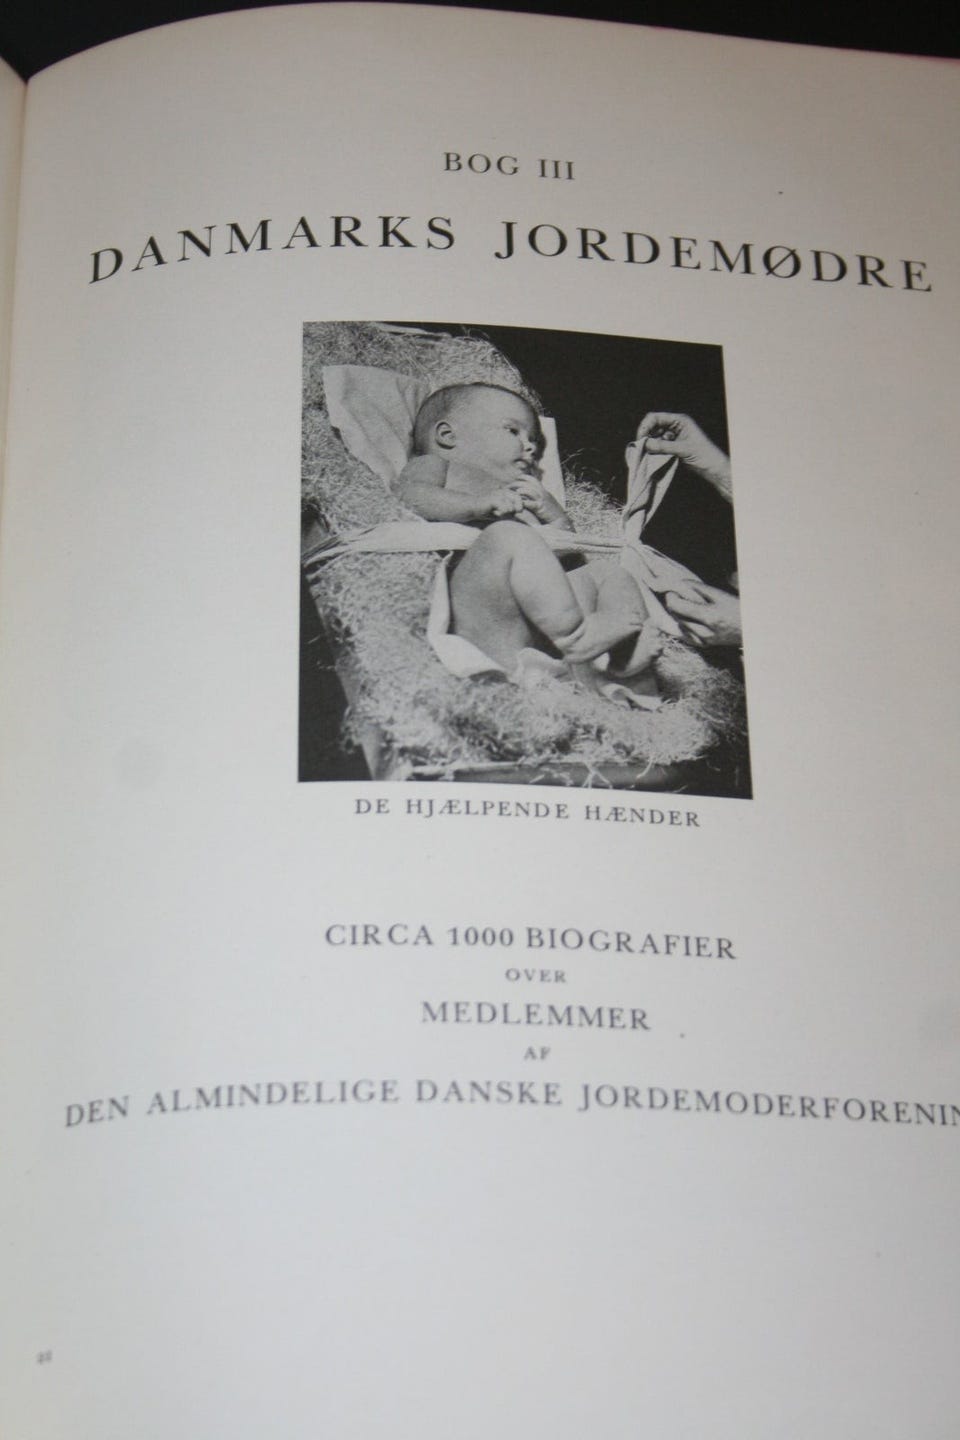 BOG III
DANMARKS JORDEMØDRE
DE HJÆLPENDE HÆNDER
CIRCA 1000 BIOGRAFIER
OVER
MEDLEMMER
AF
DEN ALMINDELIGE DANSKE JORDEMODERFORENIN